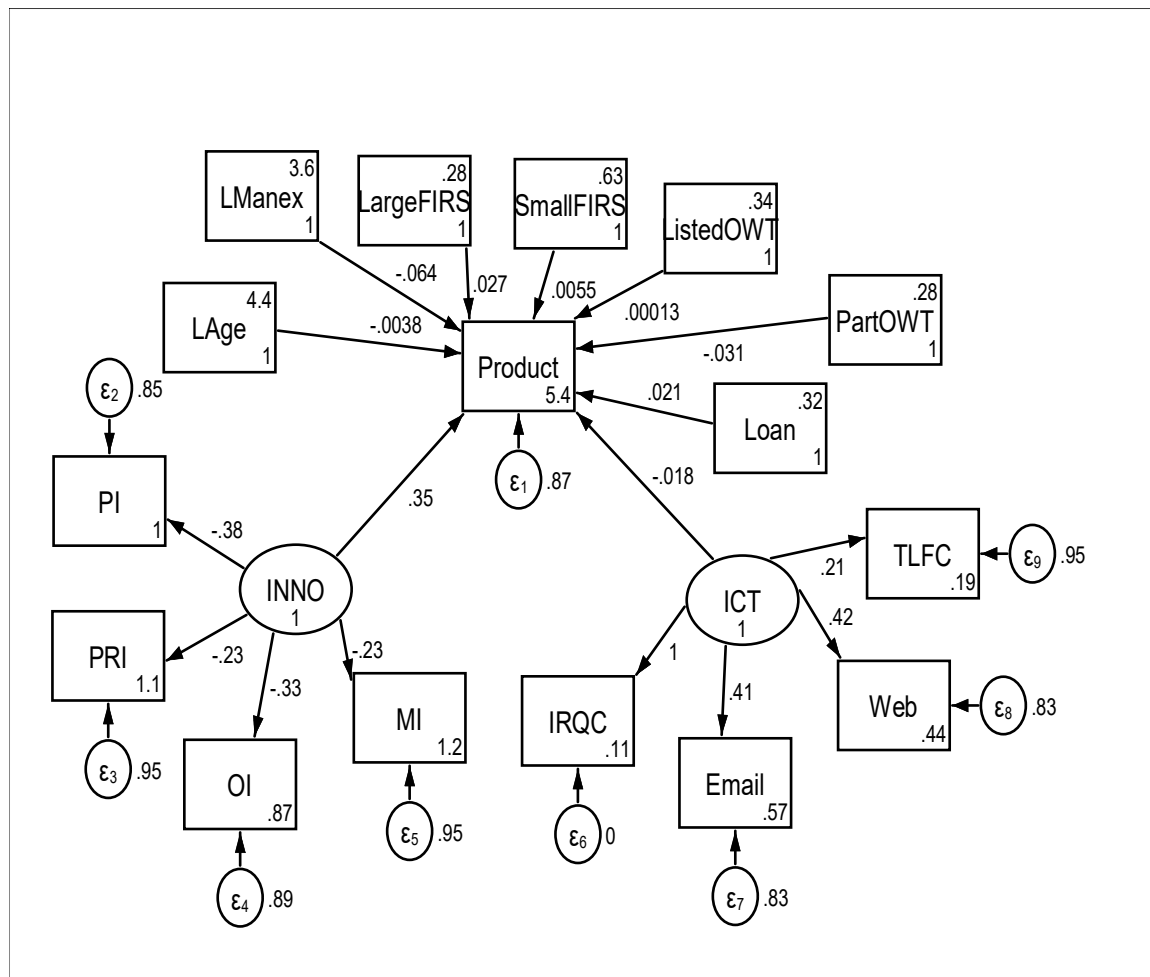 3.6
LManex
1
.28
LargeFIRS
1
.63
SmallFIRS
1
.34
ListedOWT
1
-.064
.027
.0055
.00013
4.4
LAge
1
-.0038
Product
5.4
.28
PartOWT
1
-.031
.021
.32
Loan
1
ε2
.85
PI
1
-.38
.35
ε1
.87
-.018
INNO
1
ICT
1
.21
TLFC
.19
ε9
.95
PRI
1.1
-.23
-.33
-.23
1
.41
.42
ε3
.95
OI
.87
MI
1.2
IRQC
.11
Email
.57
Web
.44
ε8
.83
ε4
.89
ε5
.95
ε6
0
ε7
.83